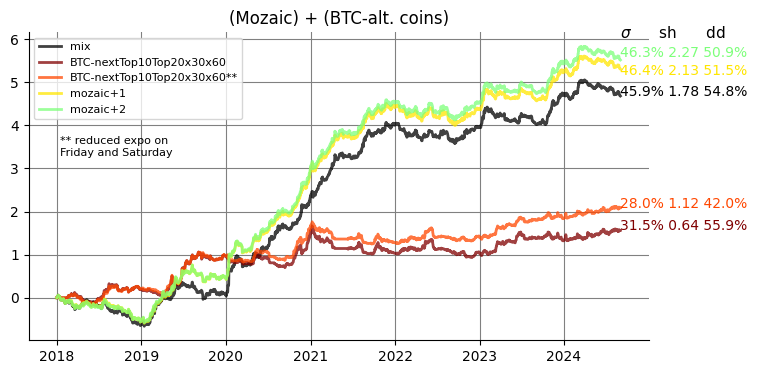 (Mozaic) + (BTC-alt. coins)
σ sh dd
6
mix
BTC-nextTop10Top20x30x60
BTC-nextTop10Top20x30x60**
mozaic+1
mozaic+2
46.3% 2.27 50.9%
46.4% 2.13 51.5%
45.9% 1.78 54.8%
5
4
** reduced expo on
Friday and Saturday
3
2
28.0% 1.12 42.0%
31.5% 0.64 55.9%
1
0
2018 2019 2020 2021 2022 2023 2024